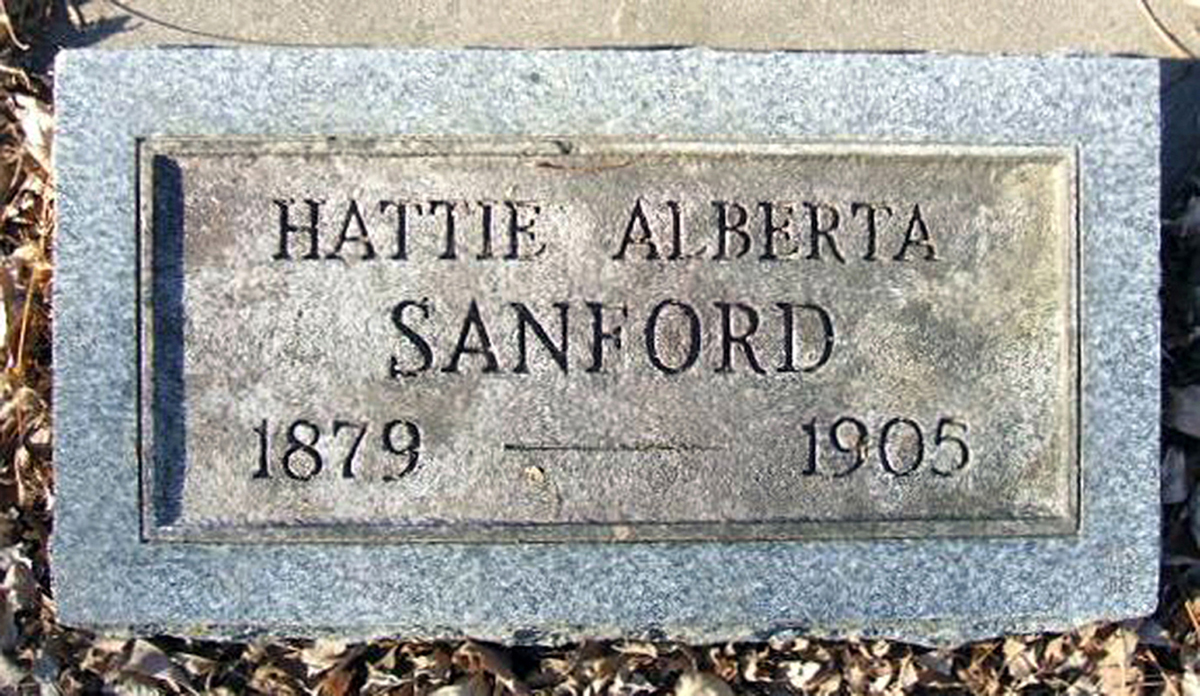 HATTIE ALBERTA
SANFORD
1879 — 1905